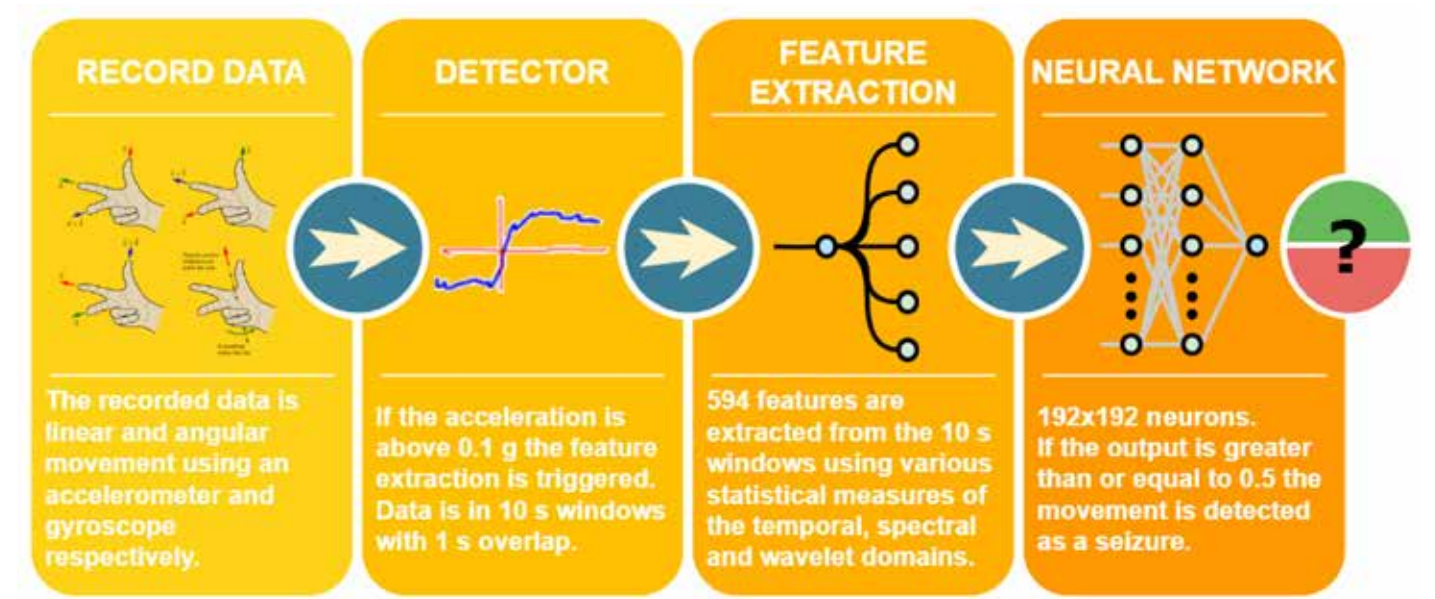 RECORD DATA
The recorded data is
linear and angular
movement using an
accelerometer and
gyroscope
respectively.
DETECTOR
If the acceleration is
above 0.1 g the feature
extraction is triggered.
Data is in 10 s windows
with 1 s overlap.
FEATURE
EXTRACTION
594 features are
extracted from the 10 s
windows using various
statistical measures of
the temporal, spectral
and wavelet domains.
NEURAL NETWORK
192x192 neurons.
If the output is greater
than or equal to 0.5 the
movement is detected
as a seizure.
?